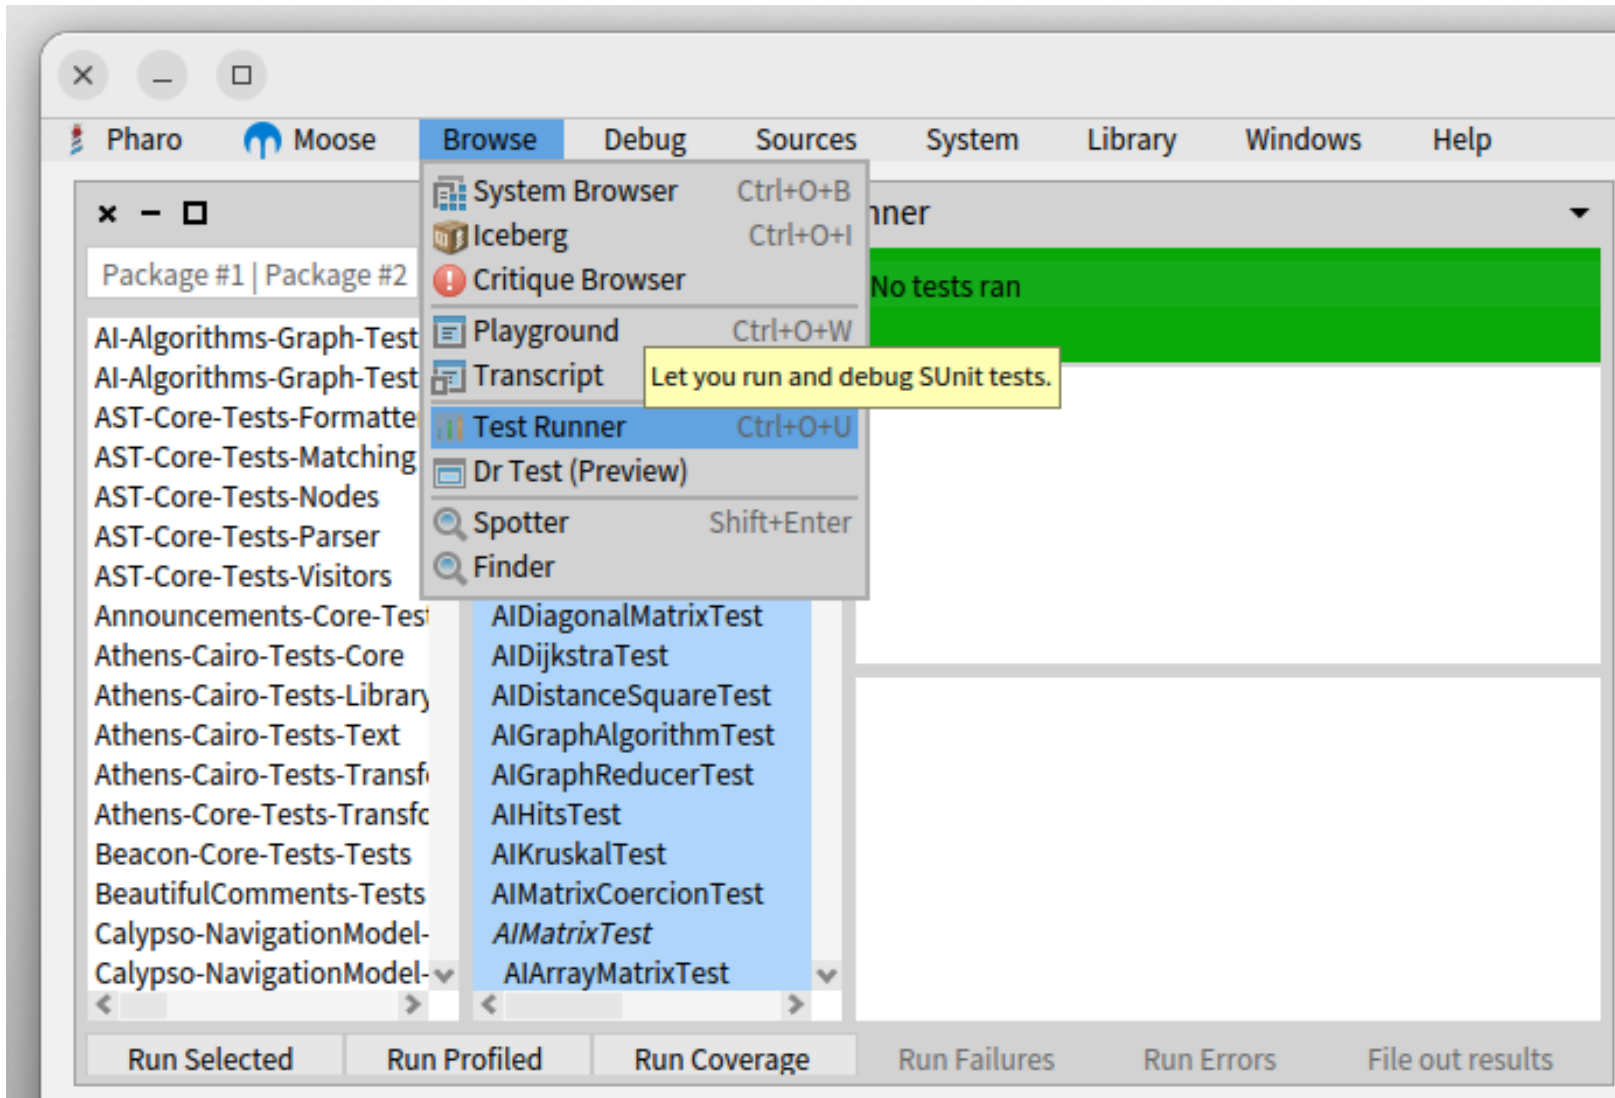 Pharo Moose Browse Debug Sources System Library Windows Help
System Browser Ctrl+O+B
Iceberg Ctrl+O+I
Critique Browser
Playground Ctrl+O+W
Transcript
Let you run and debug SUnit tests.
Test Runner Ctrl+O+U
Dr Test (Preview)
Spotter Shift+Enter
Finder
Package #1 | Package #2
AI-Algorithms-Graph-Test
AI-Algorithms-Graph-Test
AST-Core-Tests-Formatte
AST-Core-Tests-Matching
AST-Core-Tests-Nodes
AST-Core-Tests-Parser
AST-Core-Tests-Visitors
Announcements-Core-Test
Athens-Cairo-Tests-Core
Athens-Cairo-Tests-Library
Athens-Cairo-Tests-Text
Athens-Cairo-Tests-Transf
Athens-Core-Tests-Transfo
Beacon-Core-Tests-Tests
BeautifulComments-Tests
Calypso-NavigationModel-
Calypso-NavigationModel-
AIDiagonalMatrixTest
AIDijkstraTest
AIDistanceSquareTest
AIGraphAlgorithmTest
AIGraphReducerTest
AIHitsTest
AIKruskalTest
AIMatrixCoercionTest
AIMatrixTest
AIArrayMatrixTest
nner
No tests ran
Run Selected Run Profiled Run Coverage Run Failures Run Errors File out results